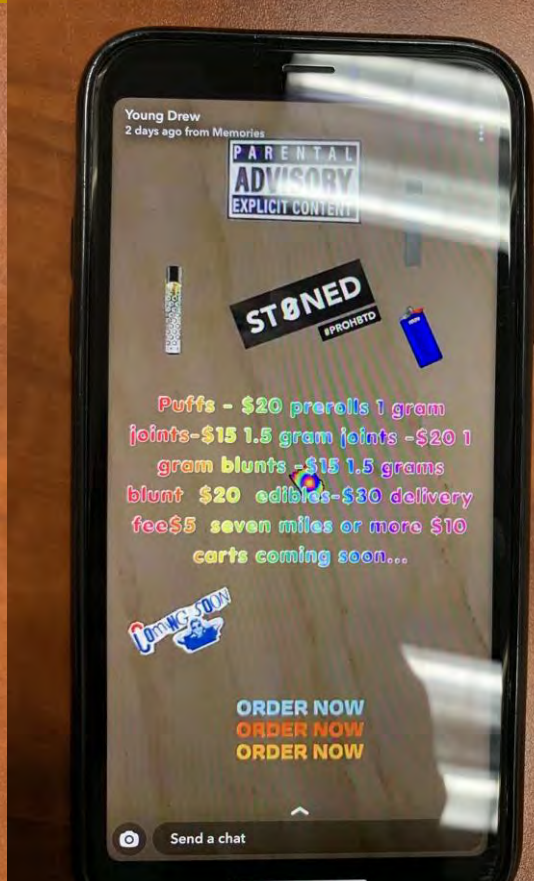 Young Drew
2 days ago from Memories
PARENTAL
ADVISORY
EXPLICIT CONTENT
STONED
#PROHBTD
Puffs - $20 prerolls 1 gram
joints-$15 1.5 gram joints -$20 1
gram blunts -$15 1.5 grams
blunt $20 edibles-$30 delivery
fee$5 seven miles or more $10
carts coming soon...
COMING SOON
ORDER NOW
ORDER NOW
ORDER NOW
Send a chat